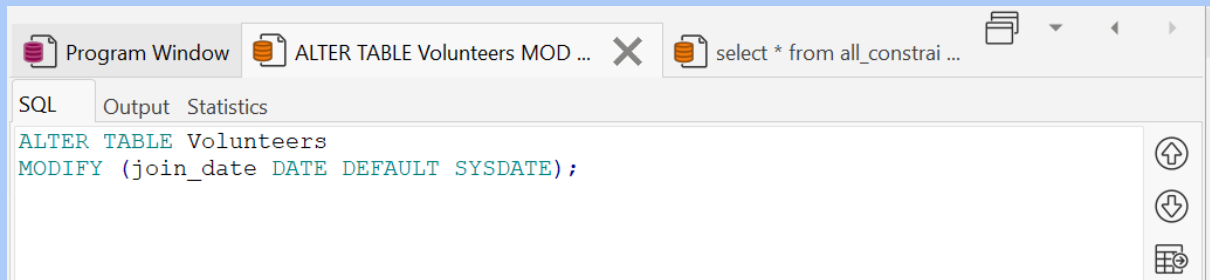 Program Window
ALTER TABLE Volunteers MOD ...
select * from all_constrai ...
SQL
Output
Statistics
ALTER TABLE Volunteers
MODIFY (join_date DATE DEFAULT SYSDATE);